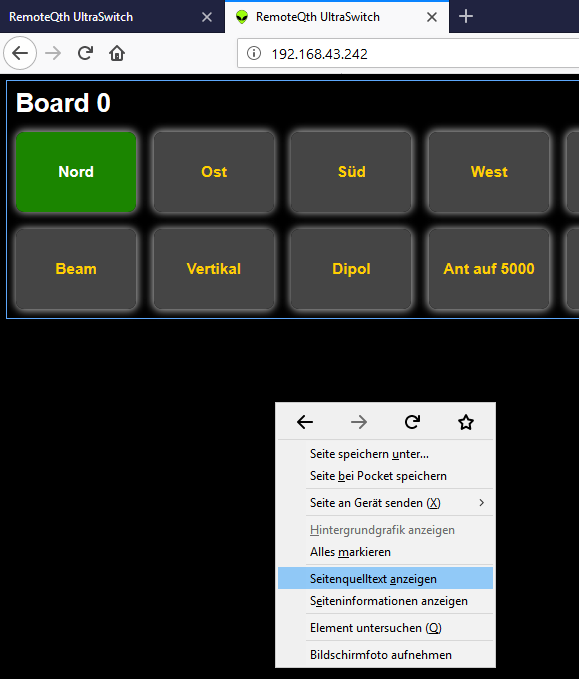 RemoteQth UltraSwitch
RemoteQth UltraSwitch
192.168.43.242
Board 0
Nord Ost Süd West
Beam Vertikal Dipol Ant auf 5000
Seite speichern unter...
Seite bei Pocket speichern
Seite an Gerät senden (X)
Hintergrundgrafik anzeigen
Alles markieren
Seitenquelltext anzeigen
Seiteninformationen anzeigen
Element untersuchen (Q)
Bildschirmfoto aufnehmen